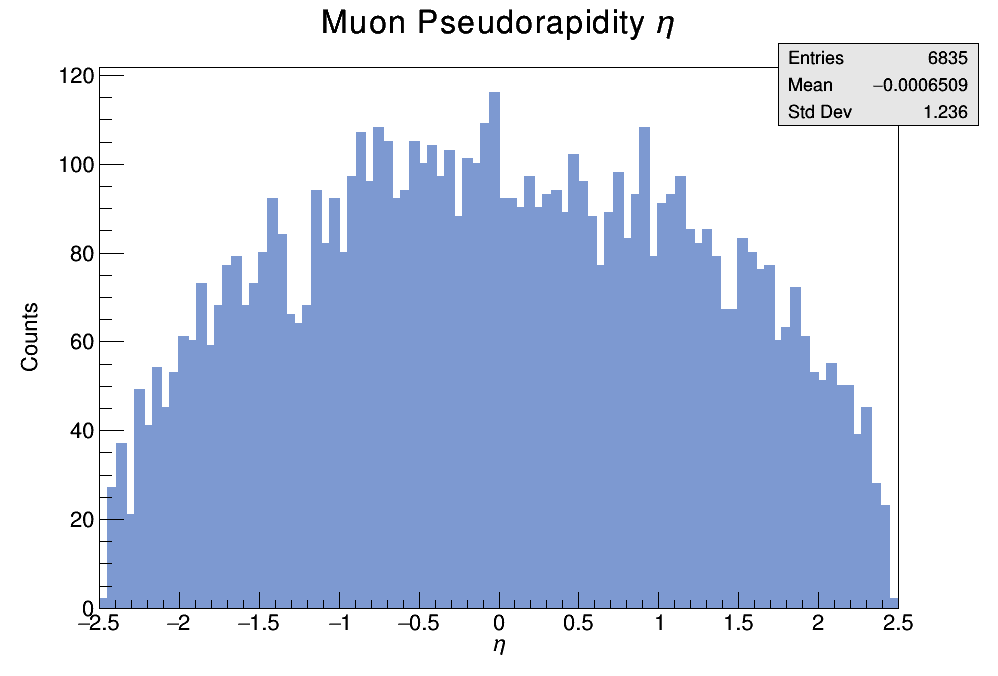 Muon Pseudorapidity η
Entries 6835
Mean −0.0006509
Std Dev 1.236
120
100
80
60
40
20
0
Counts
−2.5 −2 −1.5 −1 −0.5 0 0.5 1 1.5 2 2.5
η